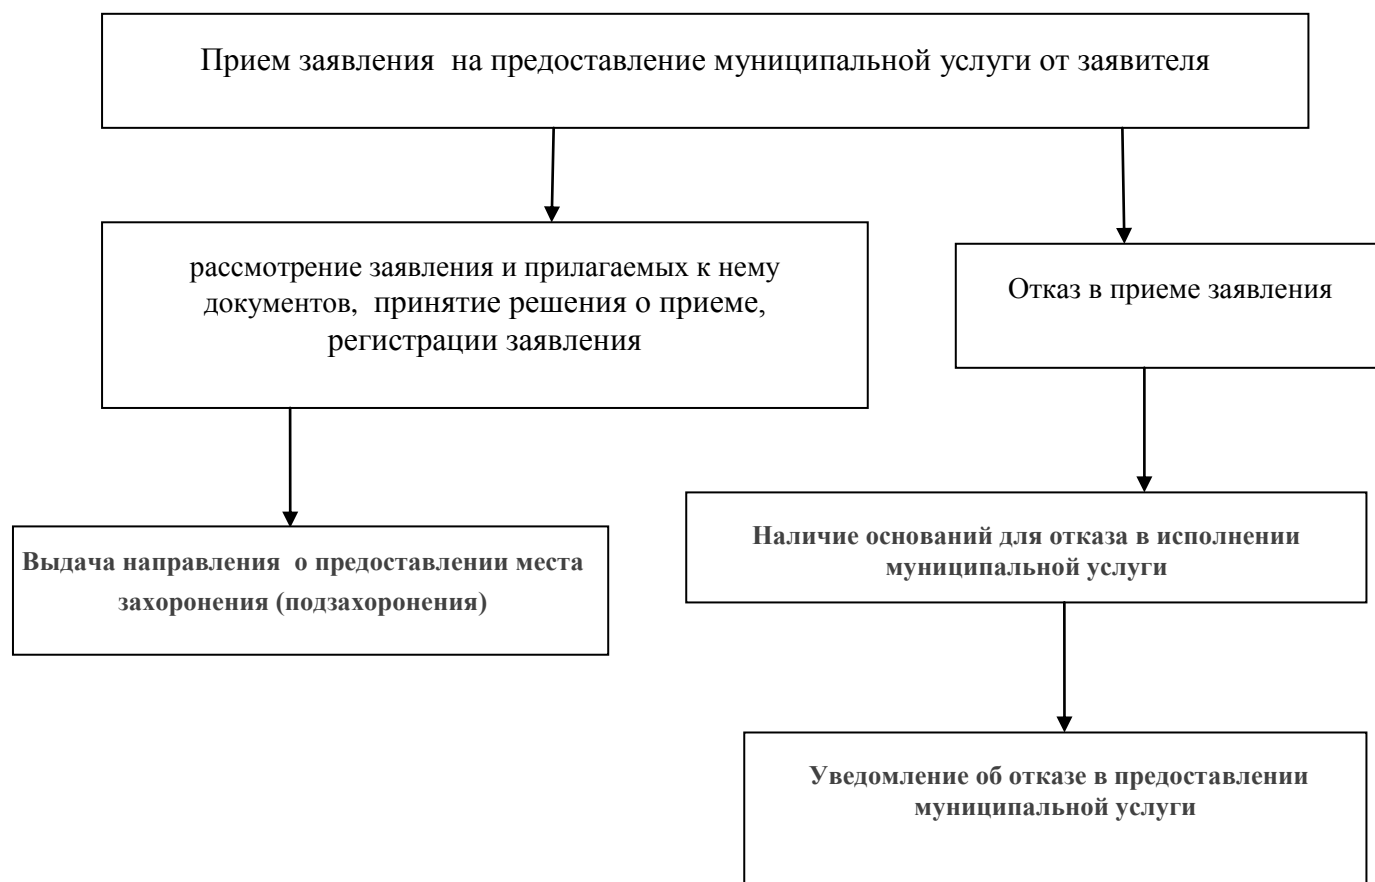 Прием заявления  на предоставление муниципальной услуги от заявителя
рассмотрение заявления и прилагаемых к нему
документов,  принятие решения о приеме,
регистрации заявления
Отказ в приеме заявления
Выдача направления  о предоставлении места
захоронения (подзахоронения)
Наличие оснований для отказа в исполнении
муниципальной услуги
Уведомление об отказе в предоставлении
муниципальной услуги